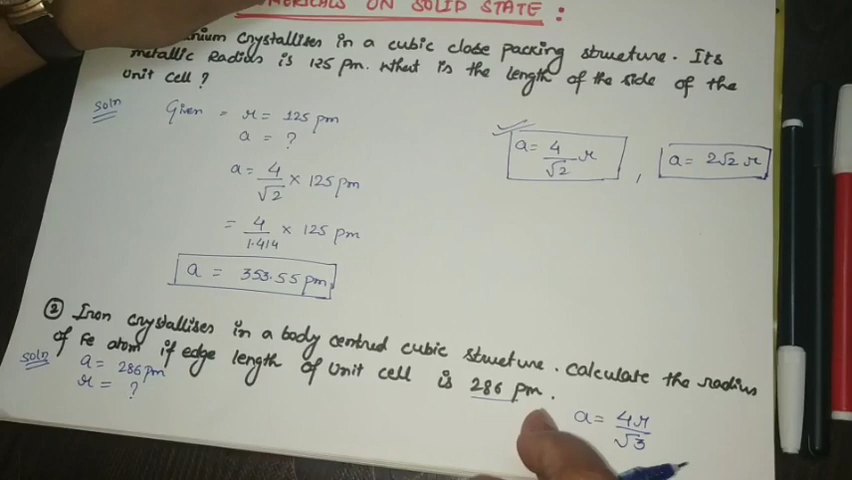 ON SOLID STATE :
crystallises in a cubic close packing structure. Its
metallic Radius is 125 pm. what is the length of the side of the
Unit cell ?
soln
Given = r = 125 pm
a = ?
a = 4/√2 × 125 pm
= 4/1.414 × 125 pm
a = 353.55 pm
a = 4/√2 r , a = 2√2 r
② Iron crystallises in a body centred cubic structure. calculate the radius
of Fe atom if edge length of Unit cell is 286 pm.
soln
a = 286 pm
r = ?
a = 4r/√3